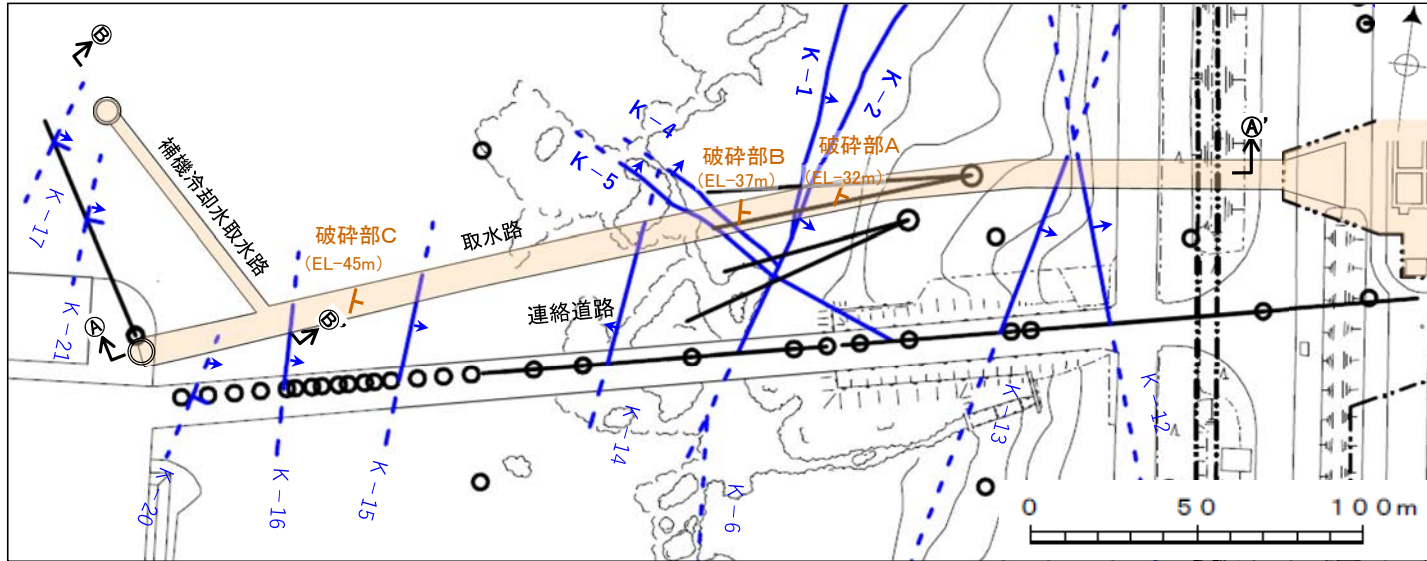 Ⓑ
K-1
K-2
K-4
K-5
破砕部B
(EL-37m)
破砕部A
(EL-32m)
Ⓐ'
K-17
補機冷却水取水路
破砕部C
(EL-45m)
取水路
K-21
Ⓐ
Ⓑ'
連絡道路
K-20
K-16
K-15
K-14
K-6
K-13
K-12
0 50 100m